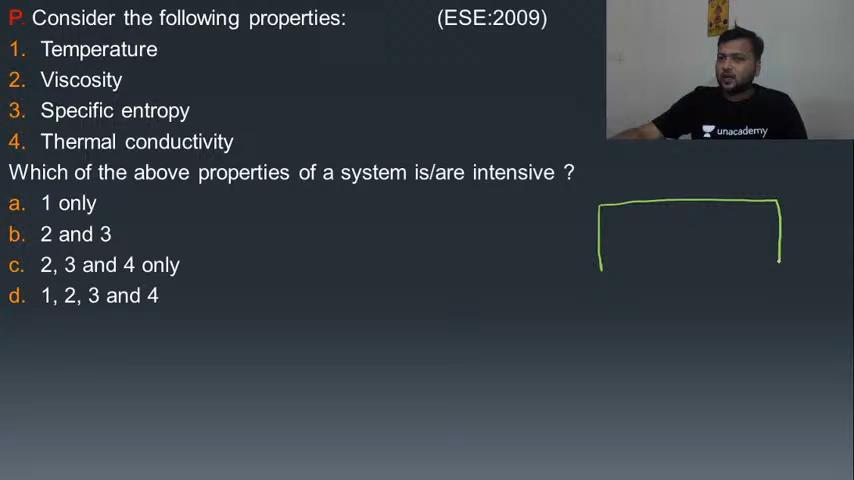 P. Consider the following properties: (ESE:2009)
1. Temperature
2. Viscosity
3. Specific entropy
4. Thermal conductivity
Which of the above properties of a system is/are intensive ?
a. 1 only
b. 2 and 3
c. 2, 3 and 4 only
d. 1, 2, 3 and 4
unacademy